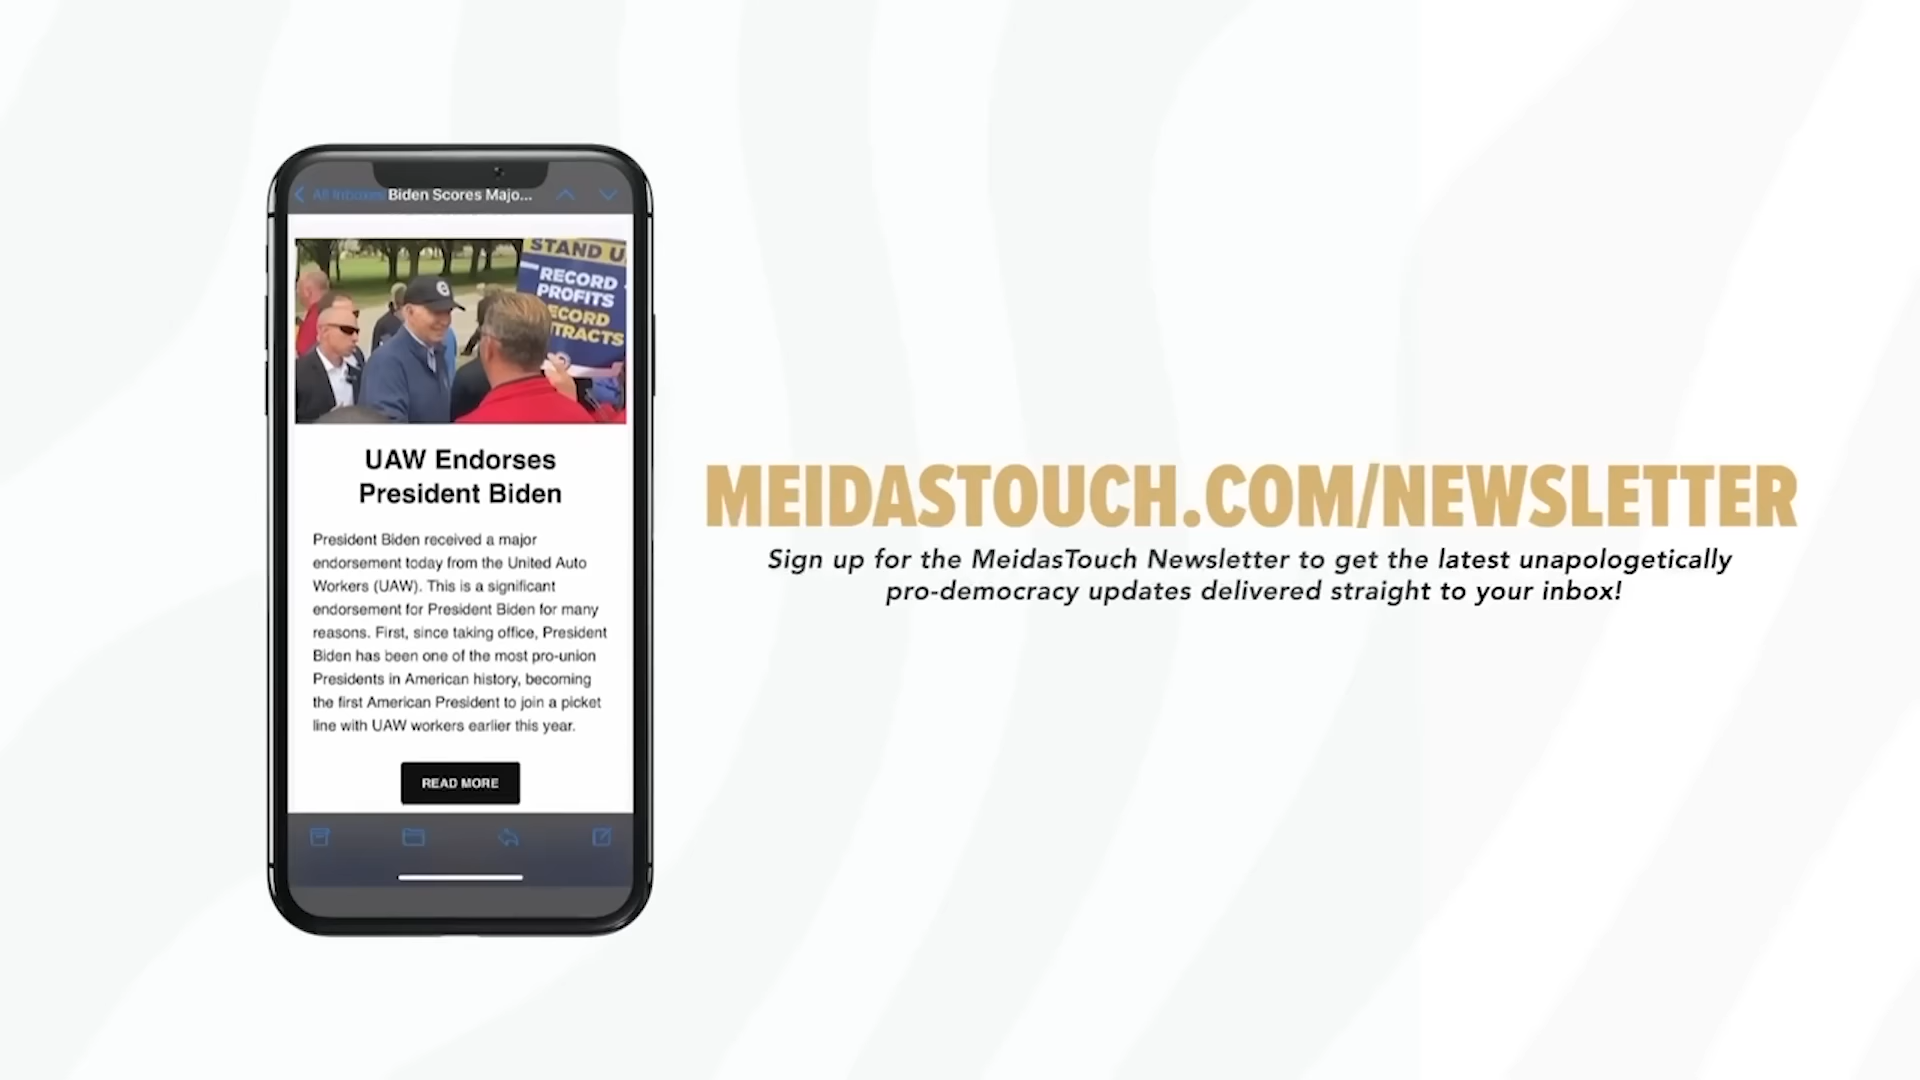 All Inboxes Biden Scores Majo...
STAND U
RECORD
PROFITS
ECORD
NTRACTS
UAW Endorses
President Biden
President Biden received a major
endorsement today from the United Auto
Workers (UAW). This is a significant
endorsement for President Biden for many
reasons. First, since taking office, President
Biden has been one of the most pro-union
Presidents in American history, becoming
the first American President to join a picket
line with UAW workers earlier this year.
READ MORE
MEIDASTOUCH.COM/NEWSLETTER
Sign up for the MeidasTouch Newsletter to get the latest unapologetically
pro-democracy updates delivered straight to your inbox!